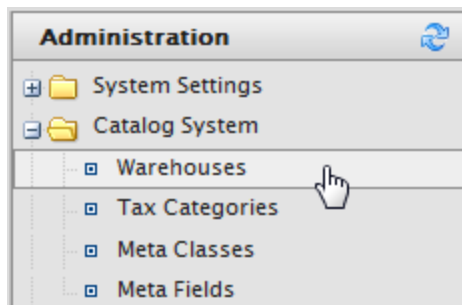 Administration
System Settings
Catalog System
Warehouses
Tax Categories
Meta Classes
Meta Fields